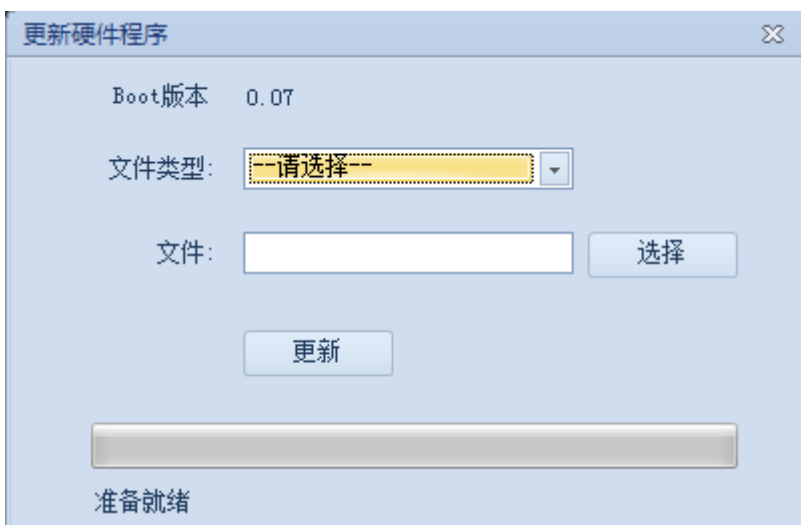 更新硬件程序
Boot版本 0.07
文件类型: --请选择--
文件: 选择
更新
准备就绪